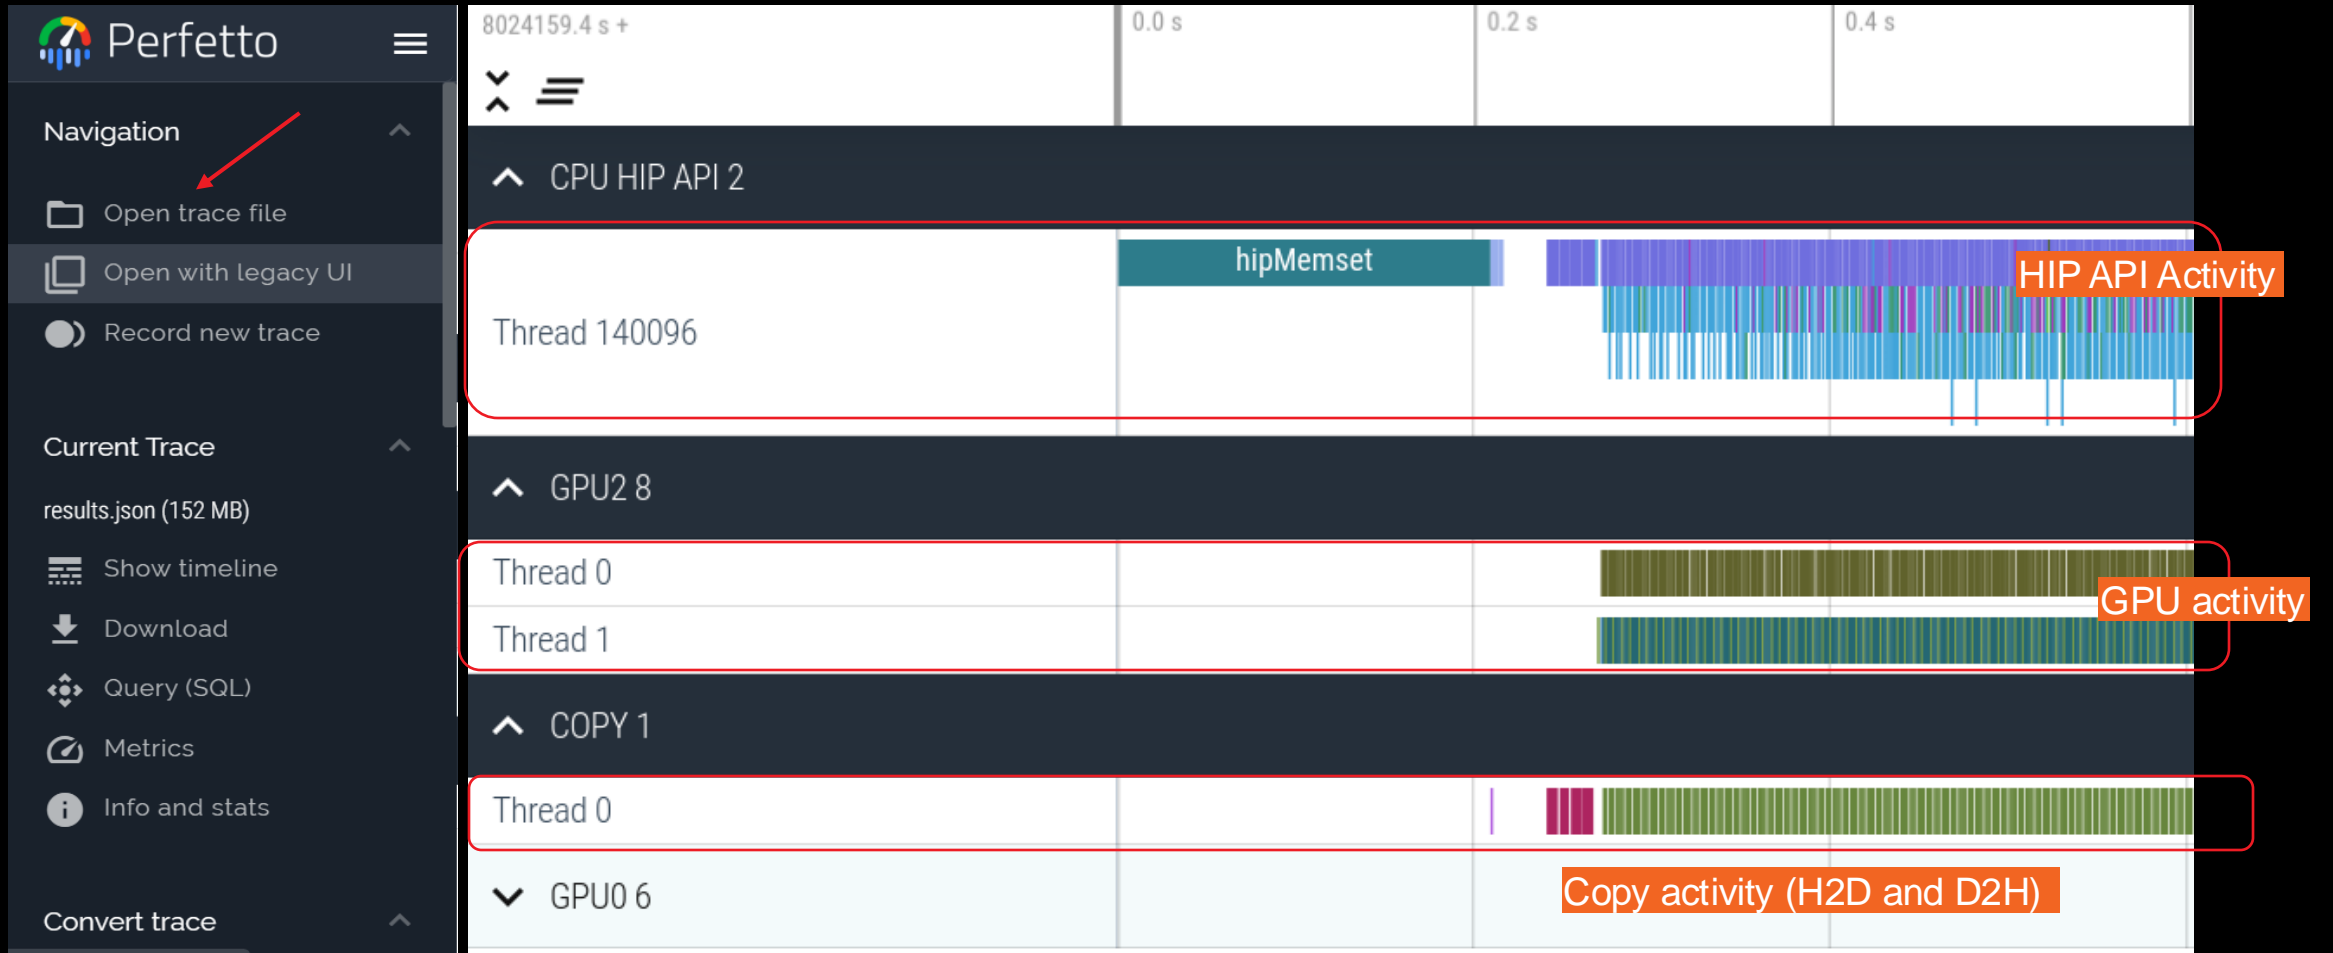 Perfetto
Navigation
Open trace file
Open with legacy UI
Record new trace
Current Trace
results.json (152 MB)
Show timeline
Download
Query (SQL)
Metrics
Info and stats
Convert trace
8024159.4 s +
0.0 s
0.2 s
0.4 s
CPU HIP API 2
Thread 140096
hipMemset
HIP API Activity
GPU2 8
Thread 0
Thread 1
GPU activity
COPY 1
Thread 0
GPU0 6
Copy activity (H2D and D2H)